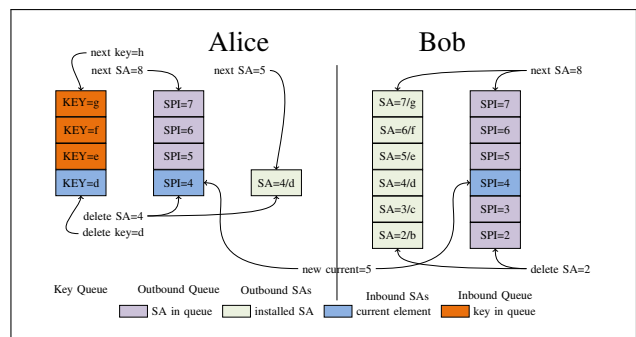 Alice
Bob
next key=h
next SA=8
next SA=5
next SA=8
KEY=g
KEY=f
KEY=e
KEY=d
SPI=7
SPI=6
SPI=5
SPI=4
SA=4/d
SA=7/g
SA=6/f
SA=5/e
SA=4/d
SA=3/c
SA=2/b
SPI=7
SPI=6
SPI=5
SPI=4
SPI=3
SPI=2
delete SA=4
delete key=d
new current=5
delete SA=2
Key Queue
Outbound Queue
Outbound SAs
Inbound SAs
Inbound Queue
SA in queue
installed SA
current element
key in queue